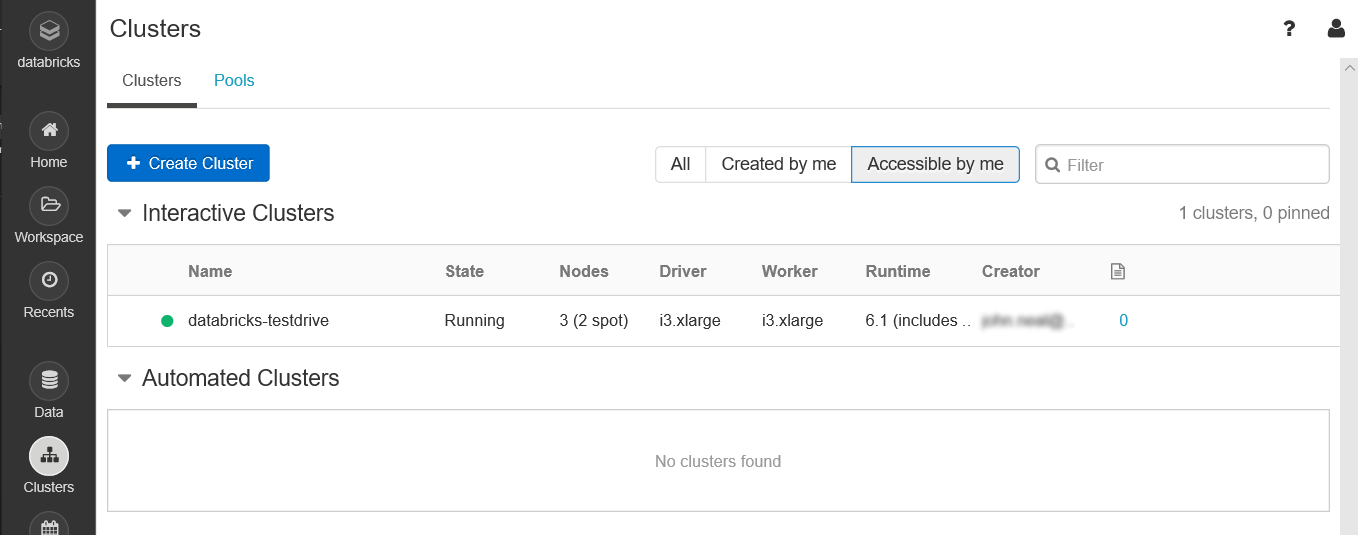 databricks
Home
Workspace
Recents
Data
Clusters
Clusters
?
Clusters Pools
Create Cluster
All Created by me Accessible by me Filter
Interactive Clusters 1 clusters, 0 pinned
Name State Nodes Driver Worker Runtime Creator
databricks-testdrive Running 3 (2 spot) i3.xlarge i3.xlarge 6.1 (includes .. 0
Automated Clusters
No clusters found